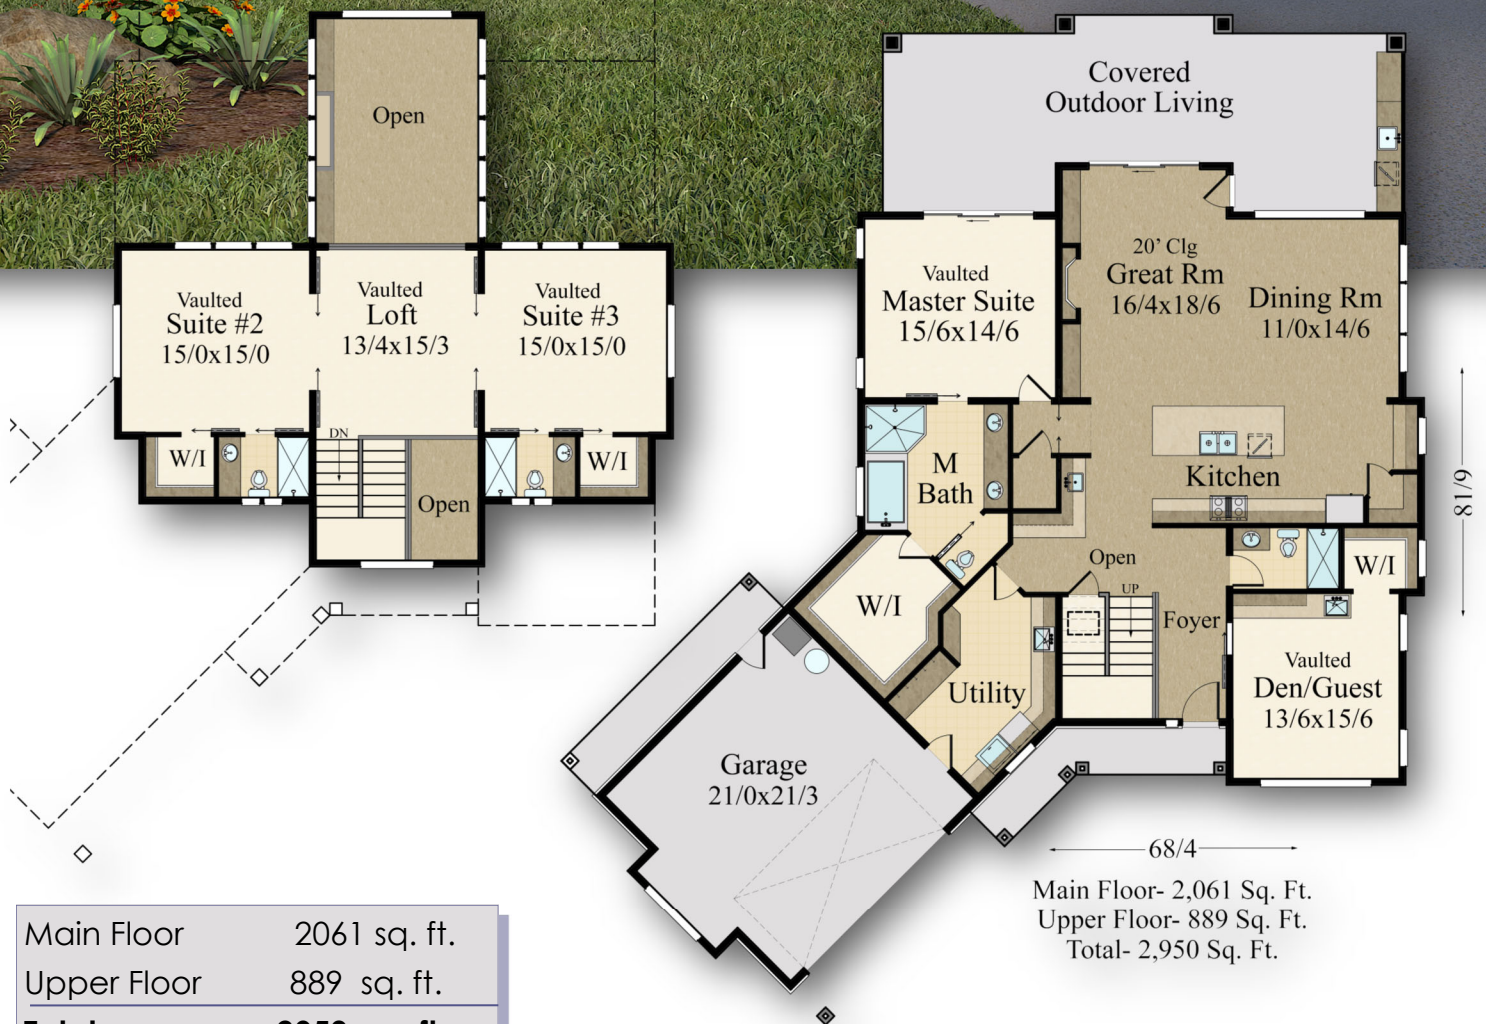 Open
Vaulted
Suite #2
15/0x15/0
Vaulted
Loft
13/4x15/3
Vaulted
Suite #3
15/0x15/0
W/I
DN
Open
W/I
Covered
Outdoor Living
Vaulted
Master Suite
15/6x14/6
20' Clg
Great Rm
16/4x18/6
Dining Rm
11/0x14/6
M
Bath
Kitchen
81/9
Open
UP
W/I
W/I
Foyer
Utility
Vaulted
Den/Guest
13/6x15/6
Garage
21/0x21/3
68/4
Main Floor- 2,061 Sq. Ft.
Upper Floor- 889 Sq. Ft.
Total- 2,950 Sq. Ft.
Main Floor 2061 sq. ft.
Upper Floor 889 sq. ft.